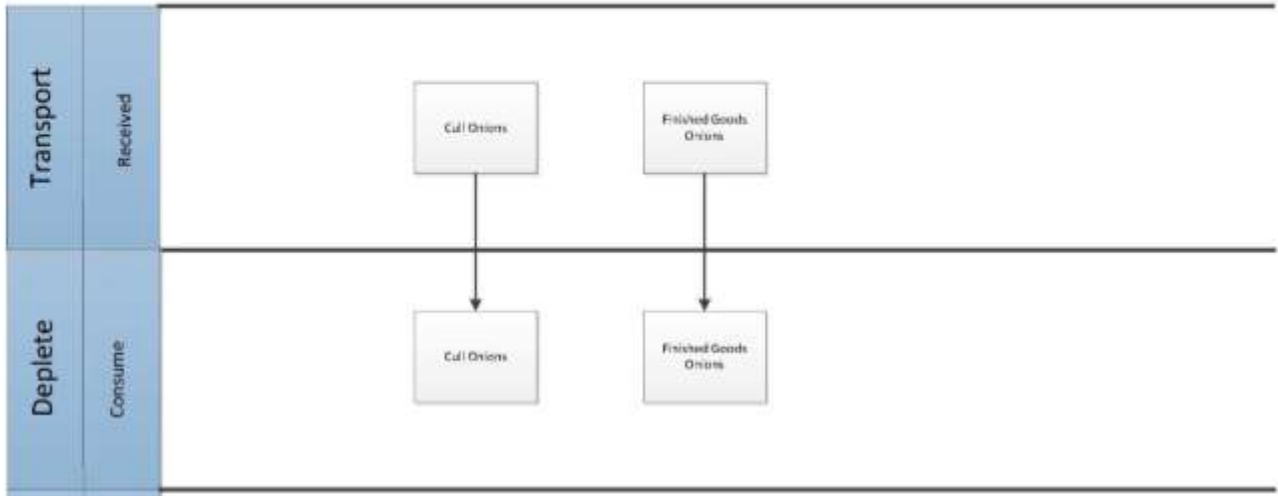 Transport
Received
Cull Onions
Finished Goods
Onions
Deplete
Consume
Cull Onions
Finished Goods
Onions